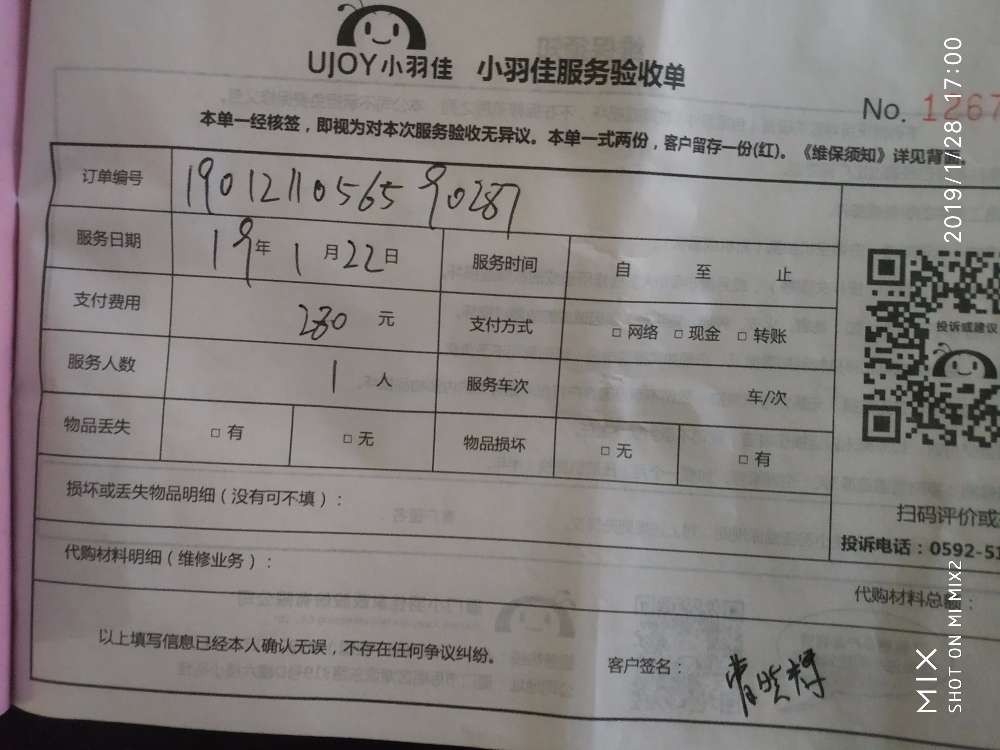 UJOY小羽佳 小羽佳服务验收单
No. 1267
本单一经核签，即视为对本次服务验收无异议。本单一式两份，客户留存一份(红)。《维保须知》详见背面。
订单编号 1901211056590287
服务日期 19年1月22日 服务时间 自 至 止
支付费用 280 元 支付方式 □ 网络 □ 现金 □ 转账
投诉或建议
服务人数 1 人 服务车次 车/次
物品丢失 □ 有 □ 无 物品损坏 □ 无 □ 有
损坏或丢失物品明细（没有可不填）：
扫码评价或
投诉电话：0592-51
代购材料明细（维修业务）：
代购材料总额：
以上填写信息已经本人确认无误，不存在任何争议纠纷。
客户签名：
2019/1/28 17:00
MIX
SHOT ON MI MIX2